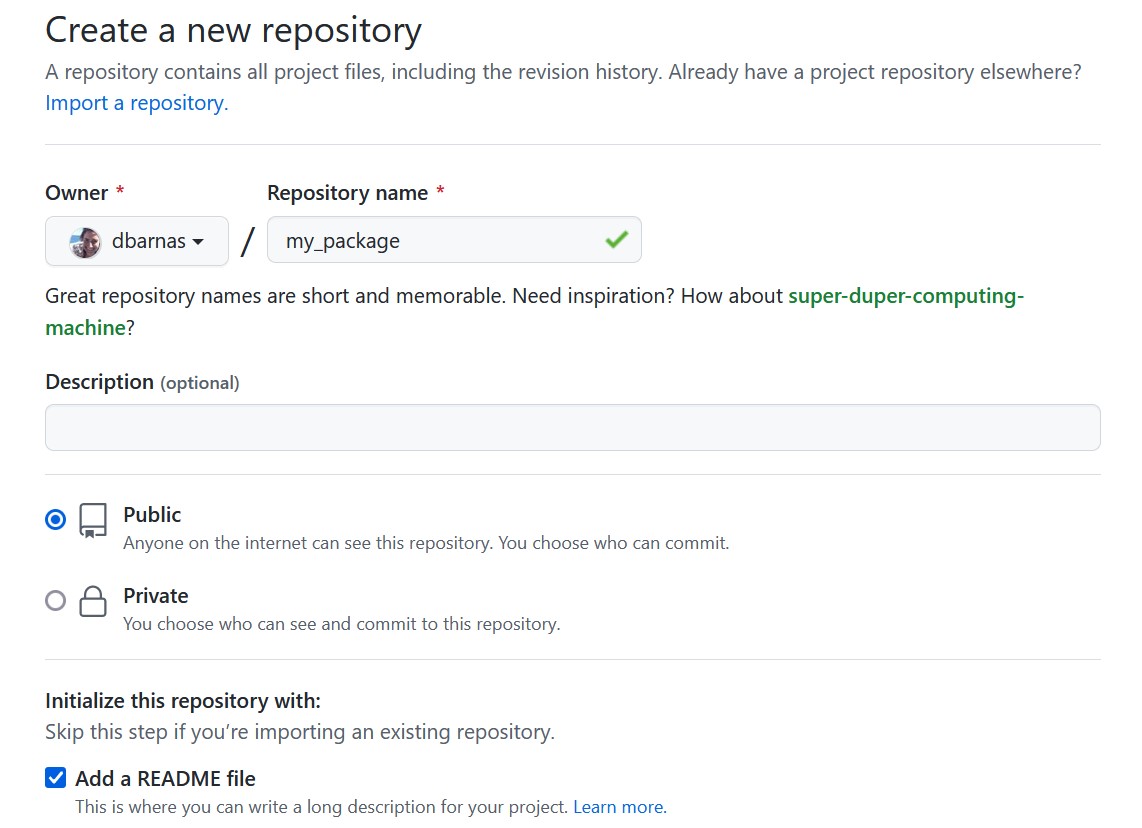 Create a new repository
A repository contains all project files, including the revision history. Already have a project repository elsewhere?
Import a repository.
Owner *
Repository name *
dbarnas
/
my_package
Great repository names are short and memorable. Need inspiration? How about super-duper-computing-
machine?
Description (optional)
Public
Anyone on the internet can see this repository. You choose who can commit.
Private
You choose who can see and commit to this repository.
Initialize this repository with:
Skip this step if you’re importing an existing repository.
Add a README file
This is where you can write a long description for your project. Learn more.